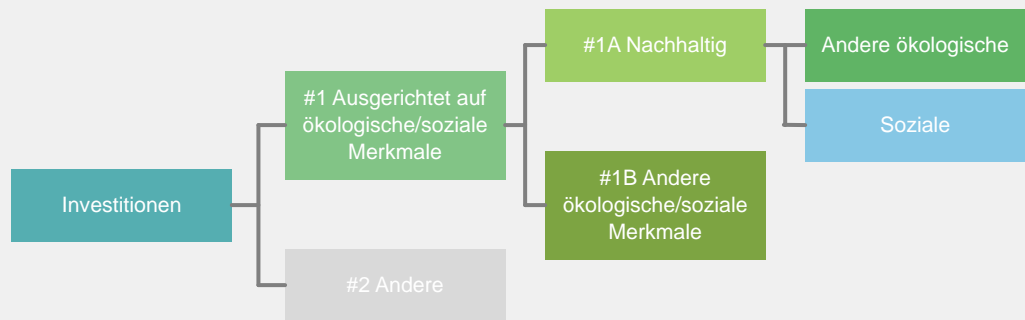 Investitionen
#1 Ausgerichtet auf
ökologische/soziale
Merkmale
#2 Andere
#1A Nachhaltig
#1B Andere
ökologische/soziale
Merkmale
Andere ökologische
Soziale